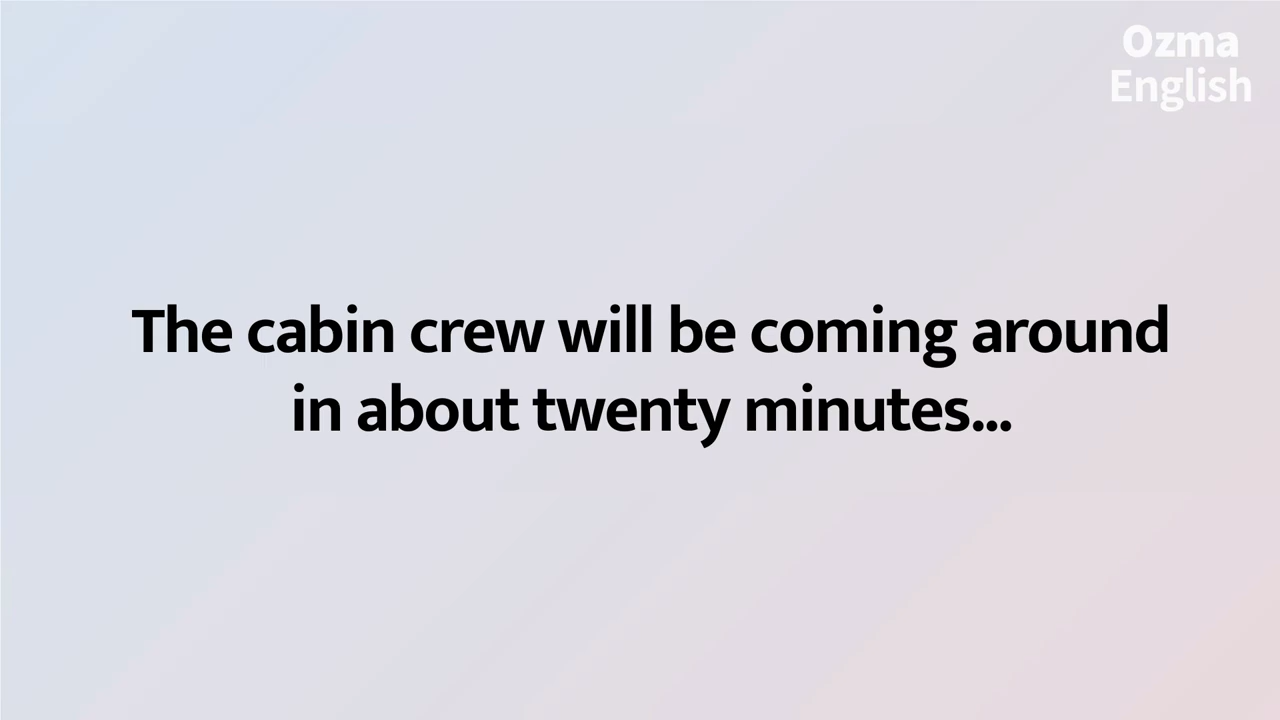 Ozma
English
The cabin crew will be coming around
in about twenty minutes...